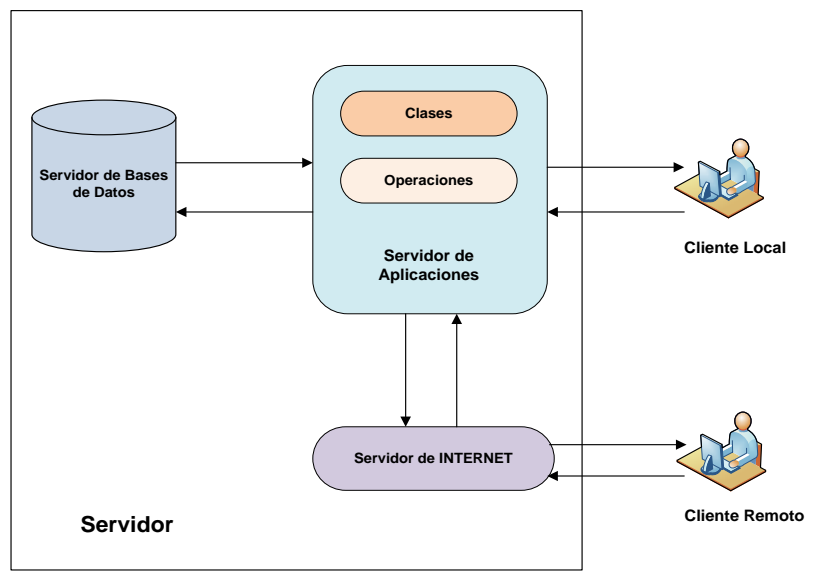 Clases
Servidor de Bases
de Datos
Operaciones
Servidor de
Aplicaciones
Cliente Local
Servidor de INTERNET
Cliente Remoto
Servidor